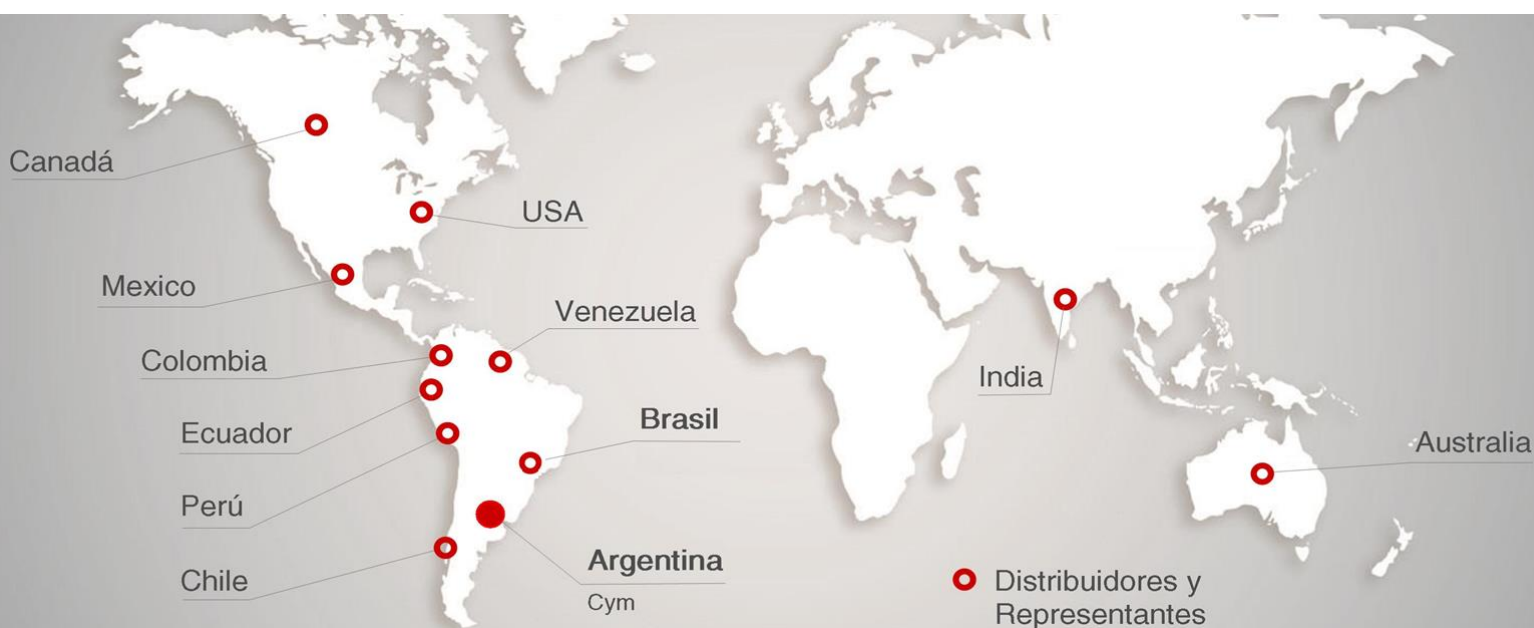 Canadá
USA
Mexico
Venezuela
Colombia
India
Brasil
Ecuador
Australia
Perú
Argentina
Cym
Chile
Distribuidores y
Representantes